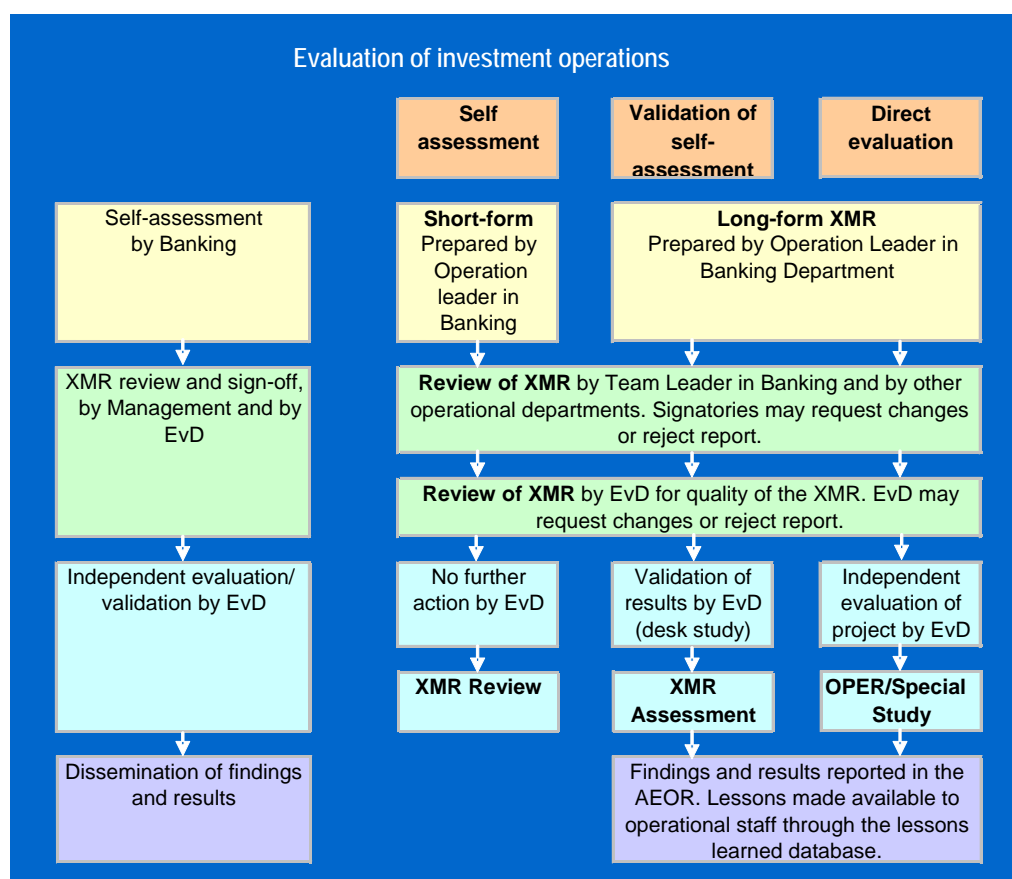 Evaluation of investment operations
Self
assessment
Validation of
self-
assessment
Direct
evaluation
Self-assessment
by Banking
Short-form
Prepared by
Operation
leader in
Banking
Long-form XMR
Prepared by Operation Leader in
Banking Department
XMR review and sign-off,
by Management and by
EvD
Review of XMR by Team Leader in Banking and by other
operational departments. Signatories may request changes
or reject report.
Review of XMR by EvD for quality of the XMR. EvD may
request changes or reject report.
Independent evaluation/
validation by EvD
No further
action by EvD
Validation of
results by EvD
(desk study)
Independent
evaluation of
project by EvD
XMR Review
XMR
Assessment
OPER/Special
Study
Dissemination of findings
and results
Findings and results reported in the
AEOR. Lessons made available to
operational staff through the lessons
learned database.